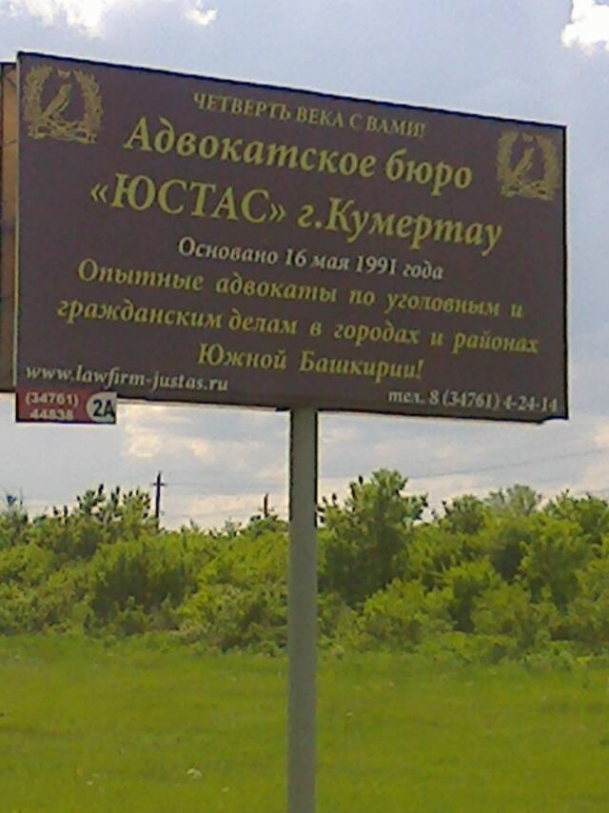 ЧЕТВЕРТЬ ВЕКА С ВАМИ!
Адвокатское бюро
«ЮСТАС» г.Кумертау
Основано 16 мая 1991 года
Опытные адвокаты по уголовным и
гражданским делам в городах и районах
Южной Башкирии!
www.lawfirm-justas.ru
тел. 8 (34761) 4-24-14
(34761)
44838
2А